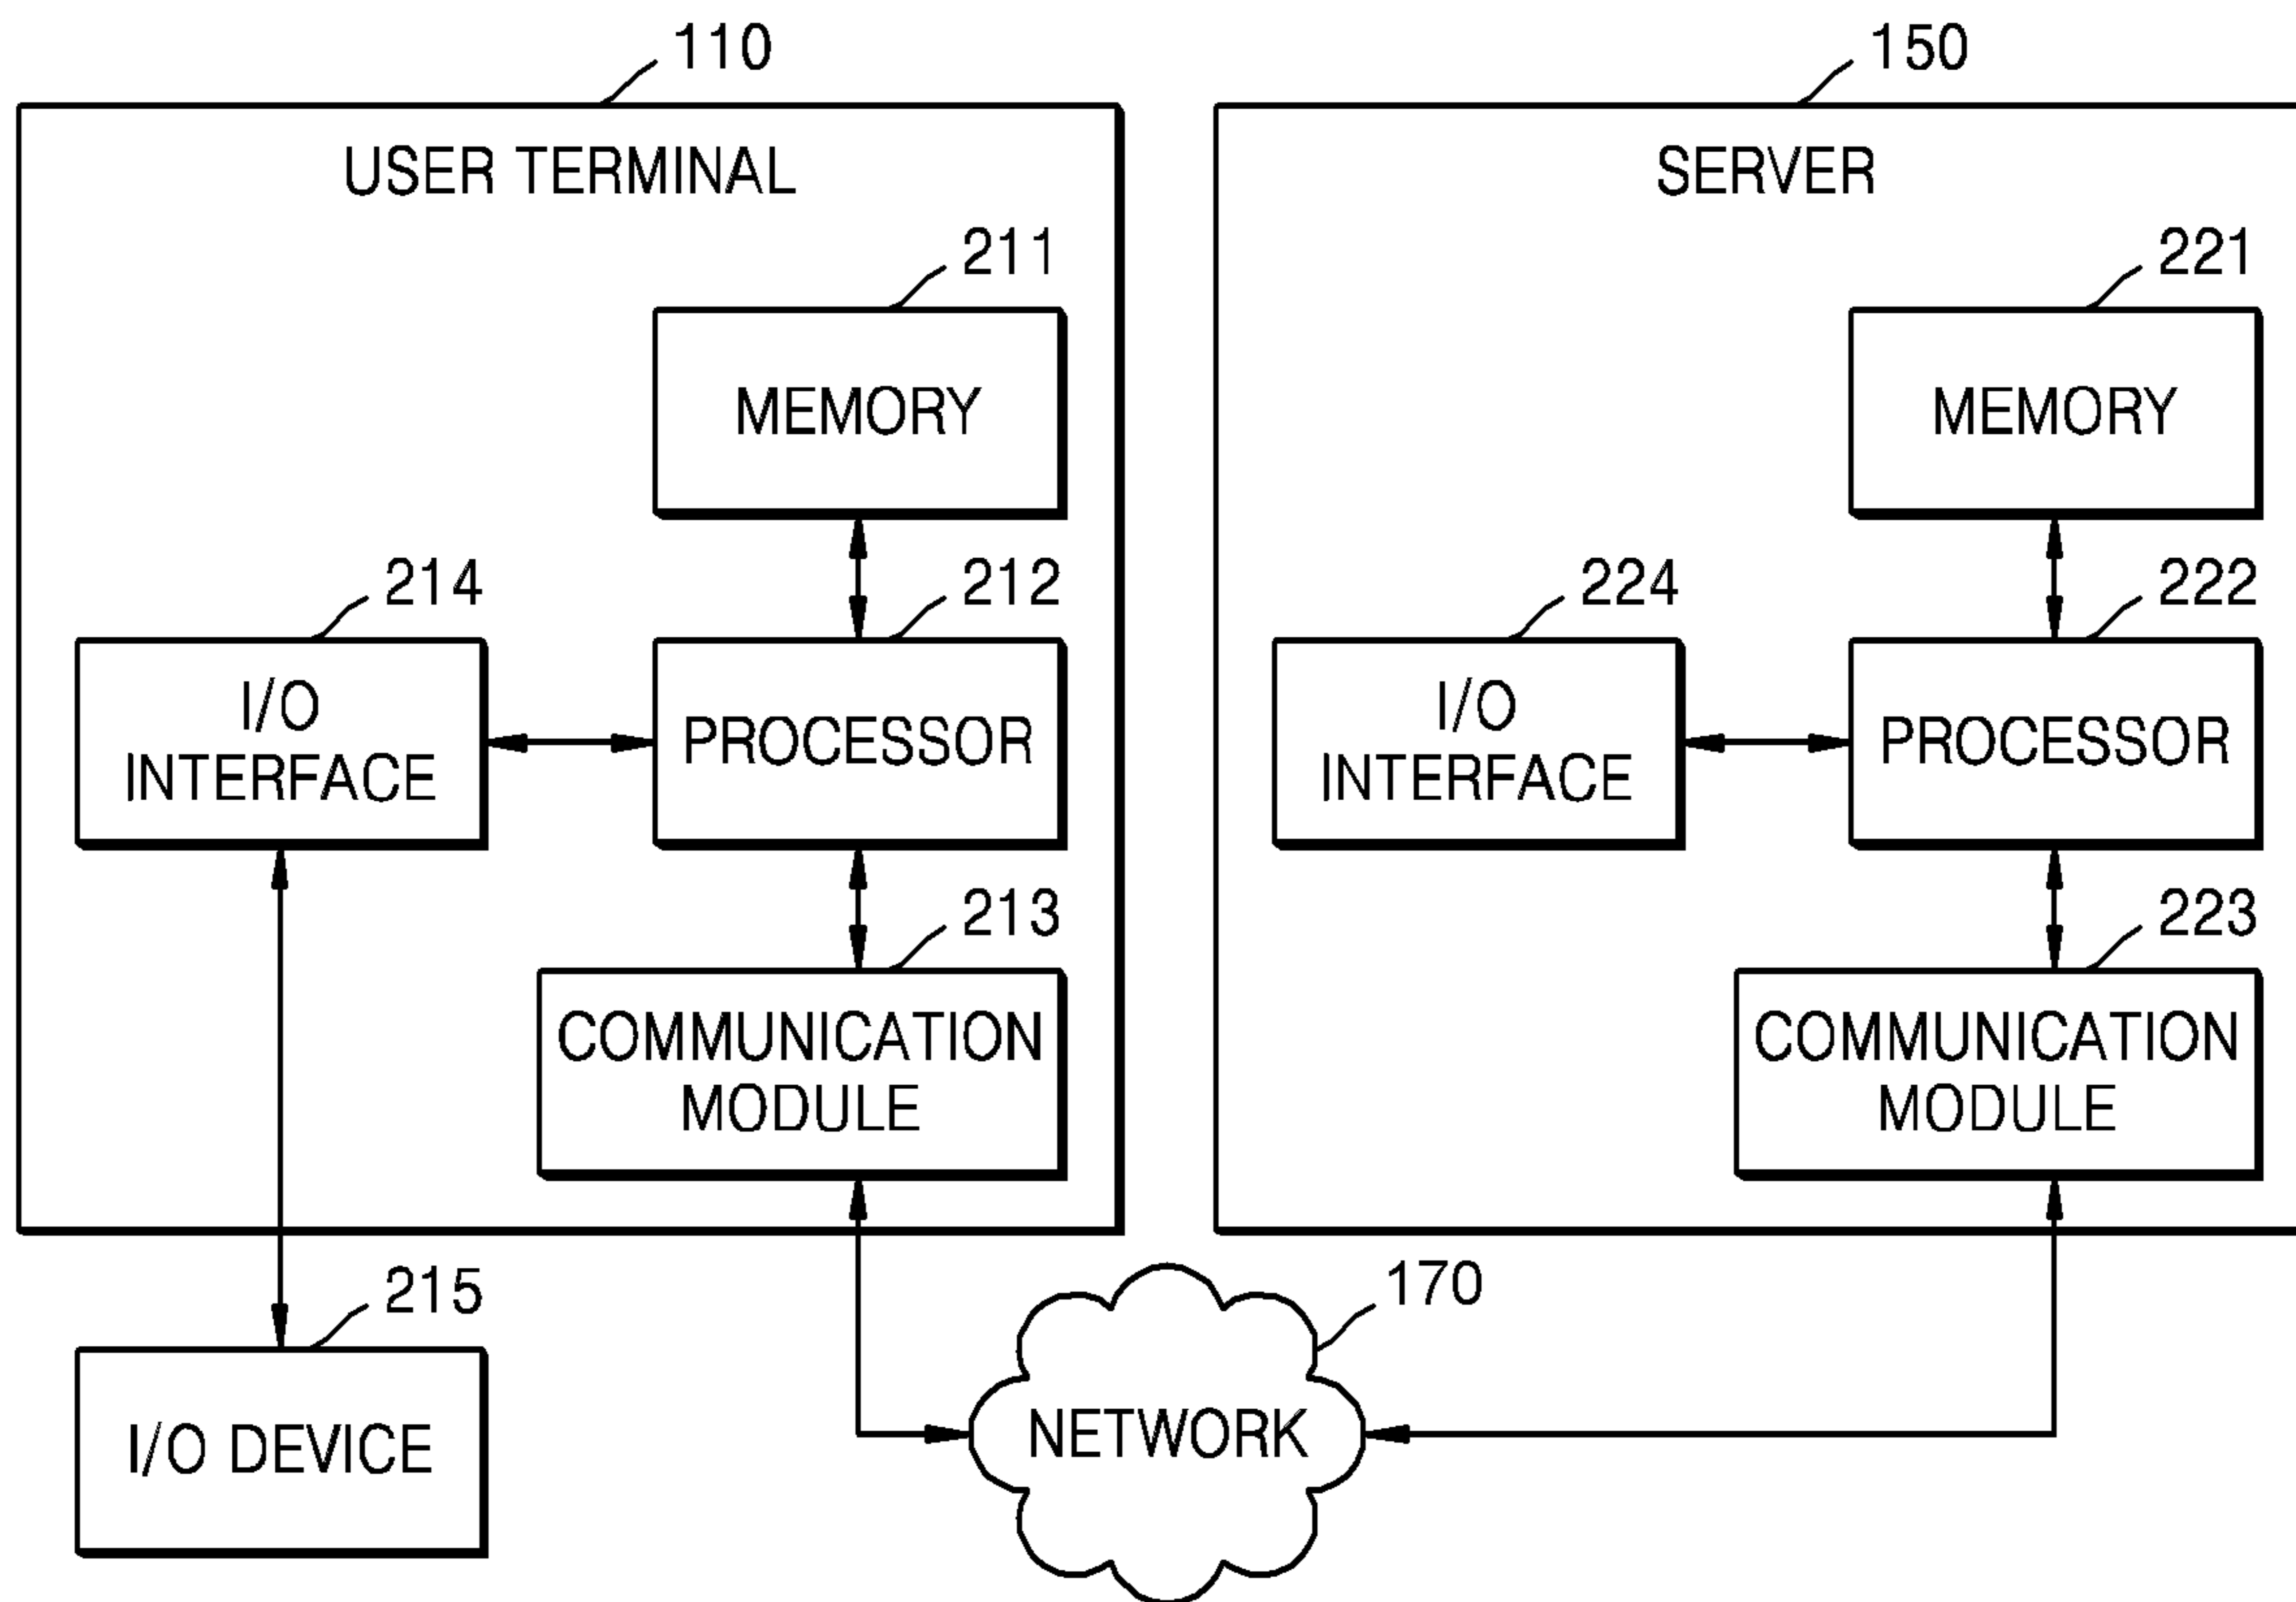 110
150
USER TERMINAL
SERVER
211
221
MEMORY
MEMORY
214
212
224
222
I/O
INTERFACE
PROCESSOR
I/O
INTERFACE
PROCESSOR
213
223
COMMUNICATION
MODULE
COMMUNICATION
MODULE
215
170
I/O DEVICE
NETWORK